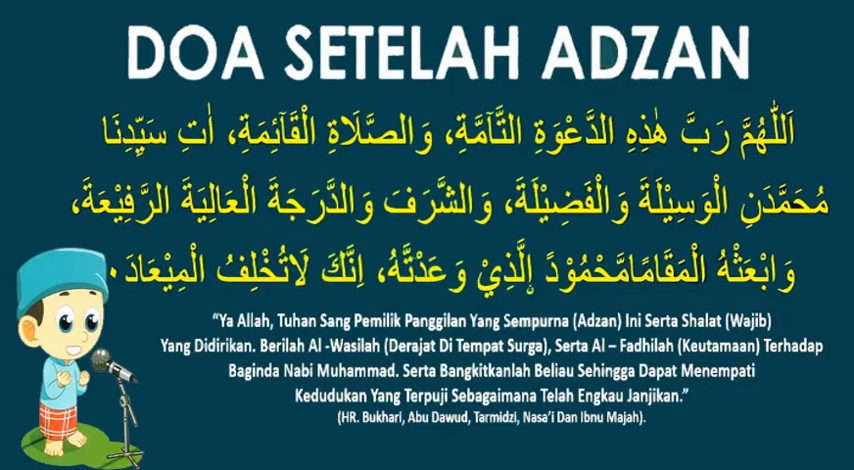 DOA SETELAH ADZAN
اَللّٰهُمَّ رَبَّ هٰذِهِ الدَّعْوَةِ التَّآمَّةِ، وَالصَّلَاةِ الْقَآئِمَةِ، اٰتِ سَيِّدِنَا
مُحَمَّدَنِ الْوَسِيْلَةَ وَالْفَضِيْلَةَ، وَالشَّرَفَ وَالدَّرَجَةَ الْعَالِيَةَ الرَّفِيْعَةَ،
وَابْعَثْهُ الْمَقَامًامَّحْمُوْدًاۨلَّذِيْ وَعَدْتَّهُ، اِنَّكَ لَاتُخْلِفُ الْمِيْعَادَ۰
“Ya Allah, Tuhan Sang Pemilik Panggilan Yang Sempurna (Adzan) Ini Serta Shalat (Wajib)
Yang Didirikan. Berilah Al -Wasilah (Derajat Di Tempat Surga), Serta Al – Fadhilah (Keutamaan) Terhadap
Baginda Nabi Muhammad. Serta Bangkitkanlah Beliau Sehingga Dapat Menempati
Kedudukan Yang Terpuji Sebagaimana Telah Engkau Janjikan.”
(HR. Bukhari, Abu Dawud, Tarmidzi, Nasa’i Dan Ibnu Majah).